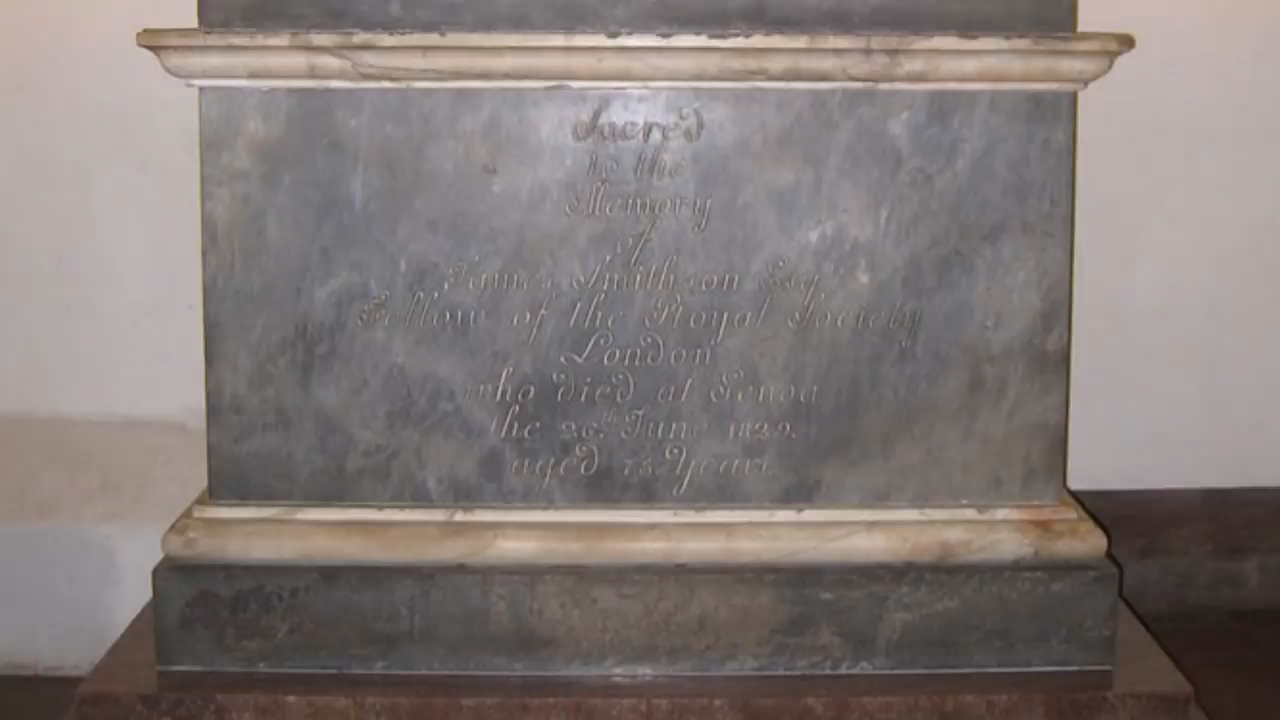 Sacred
to the
Memory
of
James Smithson Esq
Fellow of the Royal Society
London
who died at Genoa
the 26th June 1829.
aged 75 Years.